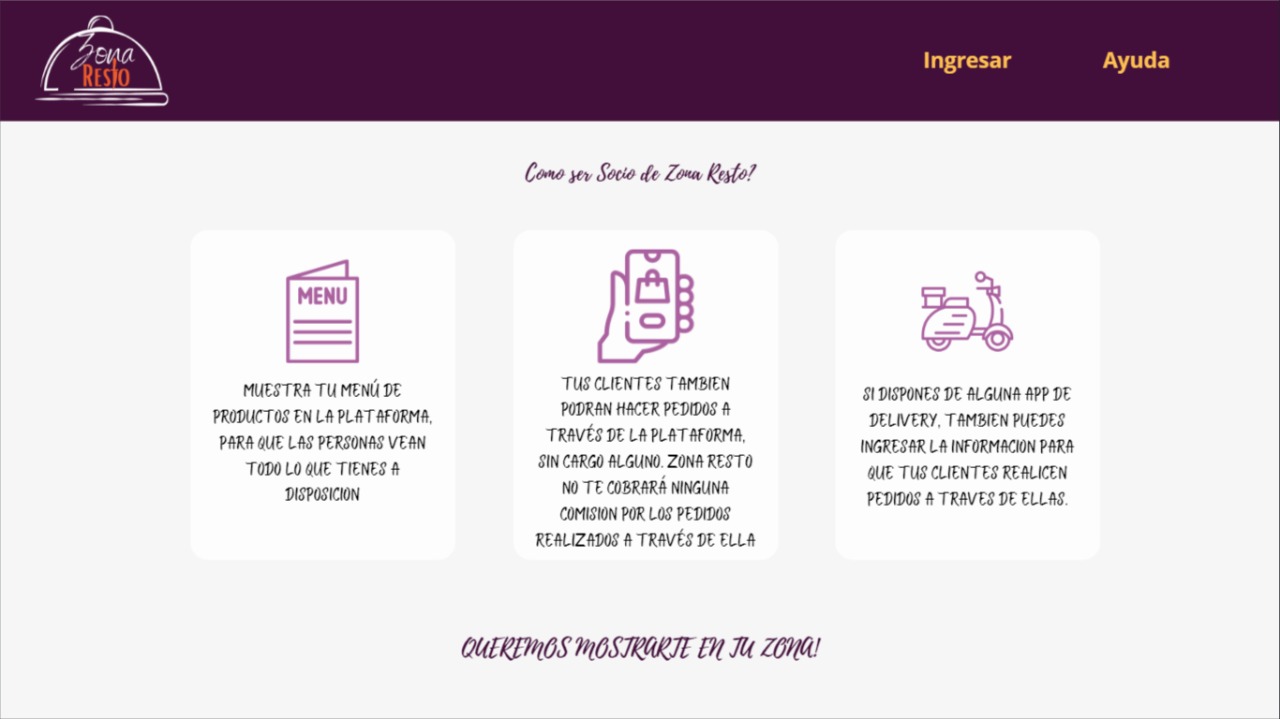 Zona
Resto
Ingresar
Ayuda
Como ser Socio de Zona Resto?
MENU
MUESTRA TU MENÚ DE
PRODUCTOS EN LA PLATAFORMA,
PARA QUE LAS PERSONAS VEAN
TODO LO QUE TIENES A
DISPOSICION
TUS CLIENTES TAMBIEN
PODRAN HACER PEDIDOS A
TRAVÉS DE LA PLATAFORMA,
SIN CARGO ALGUNO. ZONA RESTO
NO TE COBRARÁ NINGUNA
COMISION POR LOS PEDIDOS
REALIZADOS A TRAVÉS DE ELLA
SI DISPONES DE ALGUNA APP DE
DELIVERY, TAMBIEN PUEDES
INGRESAR LA INFORMACION PARA
QUE TUS CLIENTES REALICEN
PEDIDOS A TRAVES DE ELLAS.
QUEREMOS MOSTRARTE EN TU ZONA!